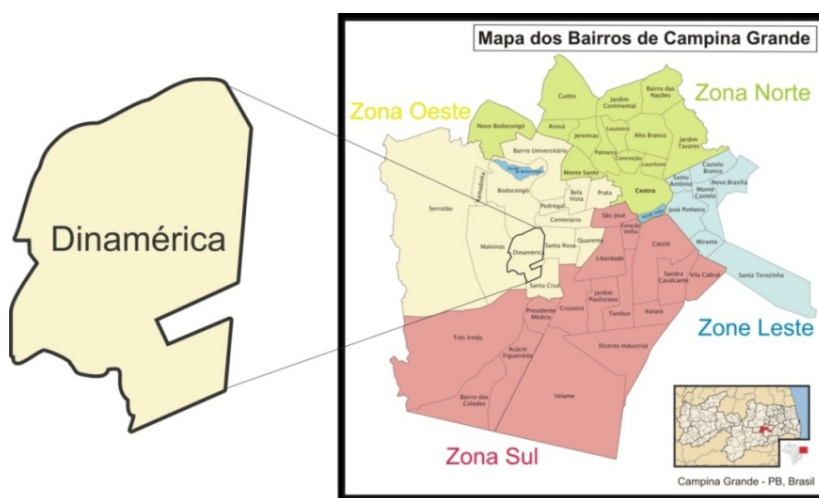 Dinamérica
Mapa dos Bairros de Campina Grande
Zona Oeste
Zona Norte
Cuités
Jardim
Continental
Bairro das
Nações
Novo Bodocongó
Araxá
Jeremias
Louzeiro
Alto Branco
Jardim
Tavares
Bairro Universitário
Palmeira
Conceição
Lauritzen
Castelo
Branco
Monte Santo
Santo
Antônio
Nova Brasília
Ramadinha
Bodocongó
Bela
Vista
Prata
Centro
Monte
Castelo
Serrotão
Pedregal
São José
José Pinheiro
Centenário
Estação
Velha
Malvinas
Dinamérica
Santa Rosa
Quarenta
Liberdade
Catolé
Mirante
Santa Cruz
Sandra
Cavalcante
Vila Cabral
Santa Terezinha
Jardim
Paulistano
Presidente
Médice
Cruzeiro
Tambor
Zone Leste
Três Irmãs
Distrito Industrial
Acácio
Figueirêdo
Bairro das
Cidades
Velame
Zona Sul
Campina Grande - PB, Brasil